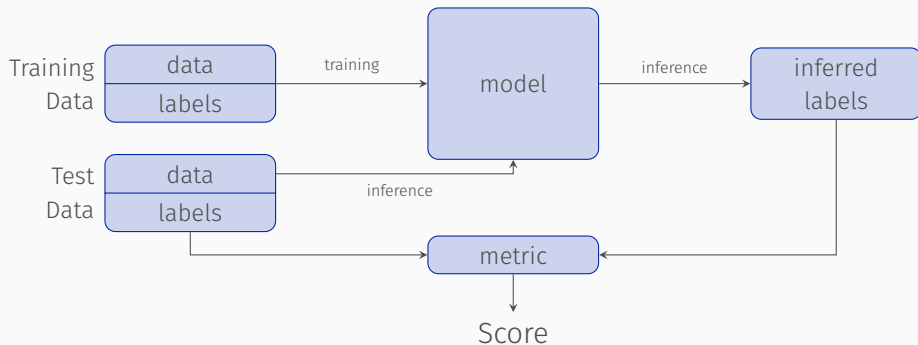 Training
Data
data
labels
training
model
inference
inferred
labels
Test
Data
data
labels
inference
metric
Score